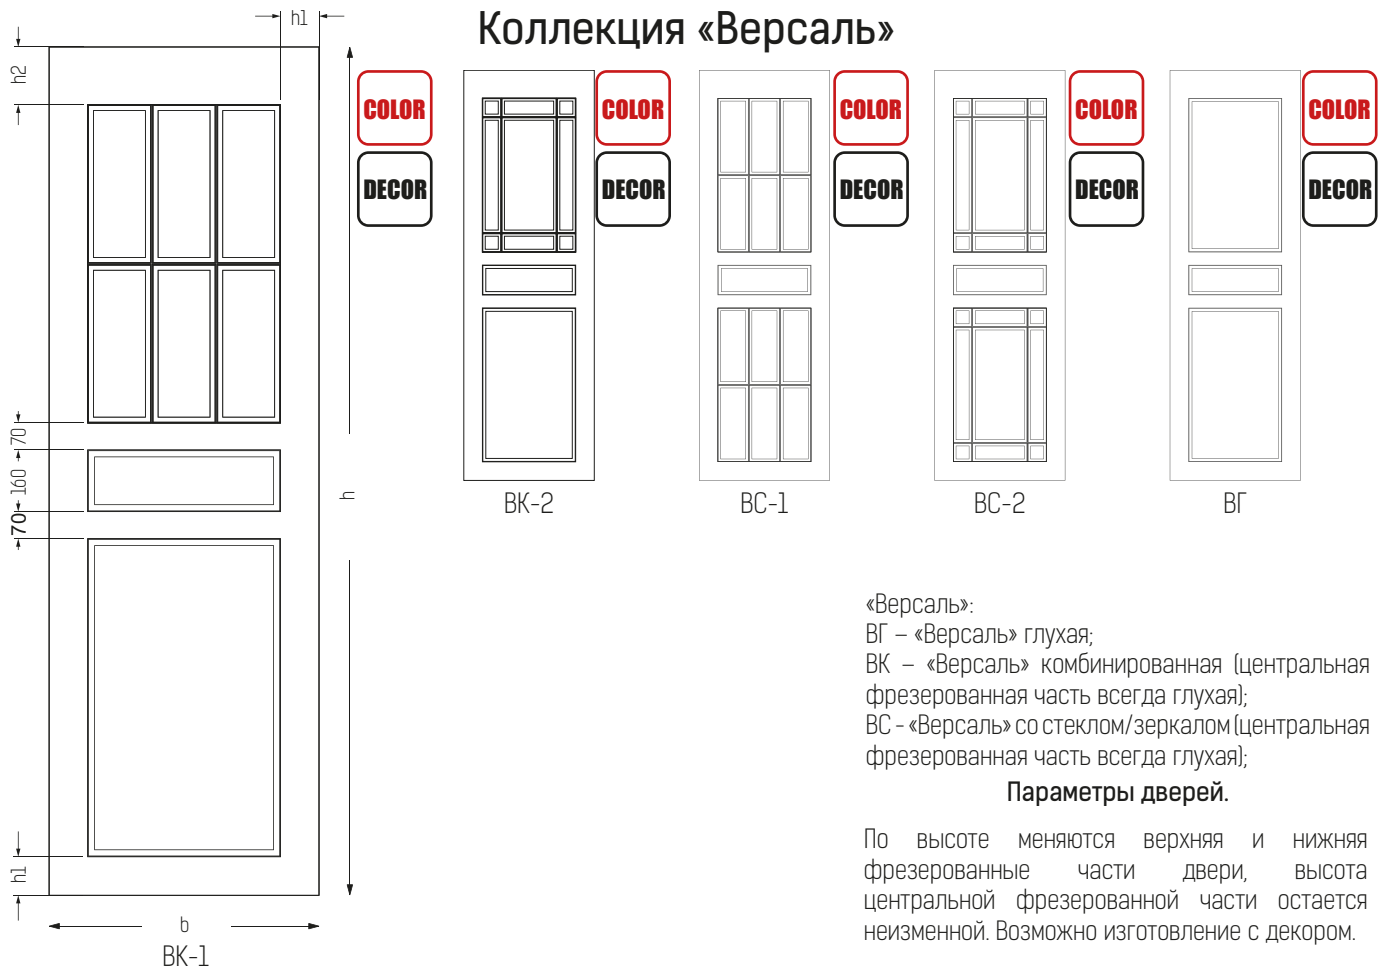 Коллекция «Версаль»
h1
h2
COLOR
COLOR
COLOR
COLOR
COLOR
DECOR
DECOR
DECOR
DECOR
DECOR
70
160
70
h
h1
b
ВК-1
ВК-2
ВС-1
ВС-2
ВГ
«Версаль»:
ВГ – «Версаль» глухая;
ВК – «Версаль» комбинированная (центральная
фрезерованная часть всегда глухая);
ВС - «Версаль» со стеклом/зеркалом (центральная
фрезерованная часть всегда глухая);
Параметры дверей.
По высоте меняются верхняя и нижняя
фрезерованные части двери, высота
центральной фрезерованной части остается
неизменной. Возможно изготовление с декором.